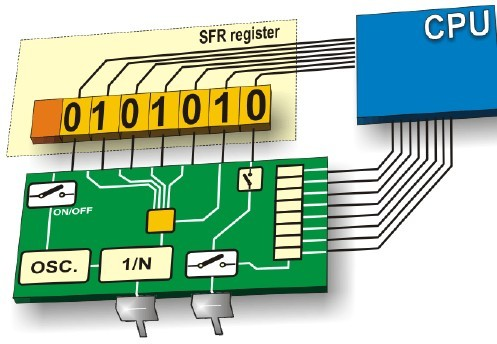 SFR register
CPU
0101010
ON/OFF
OSC.
1/N